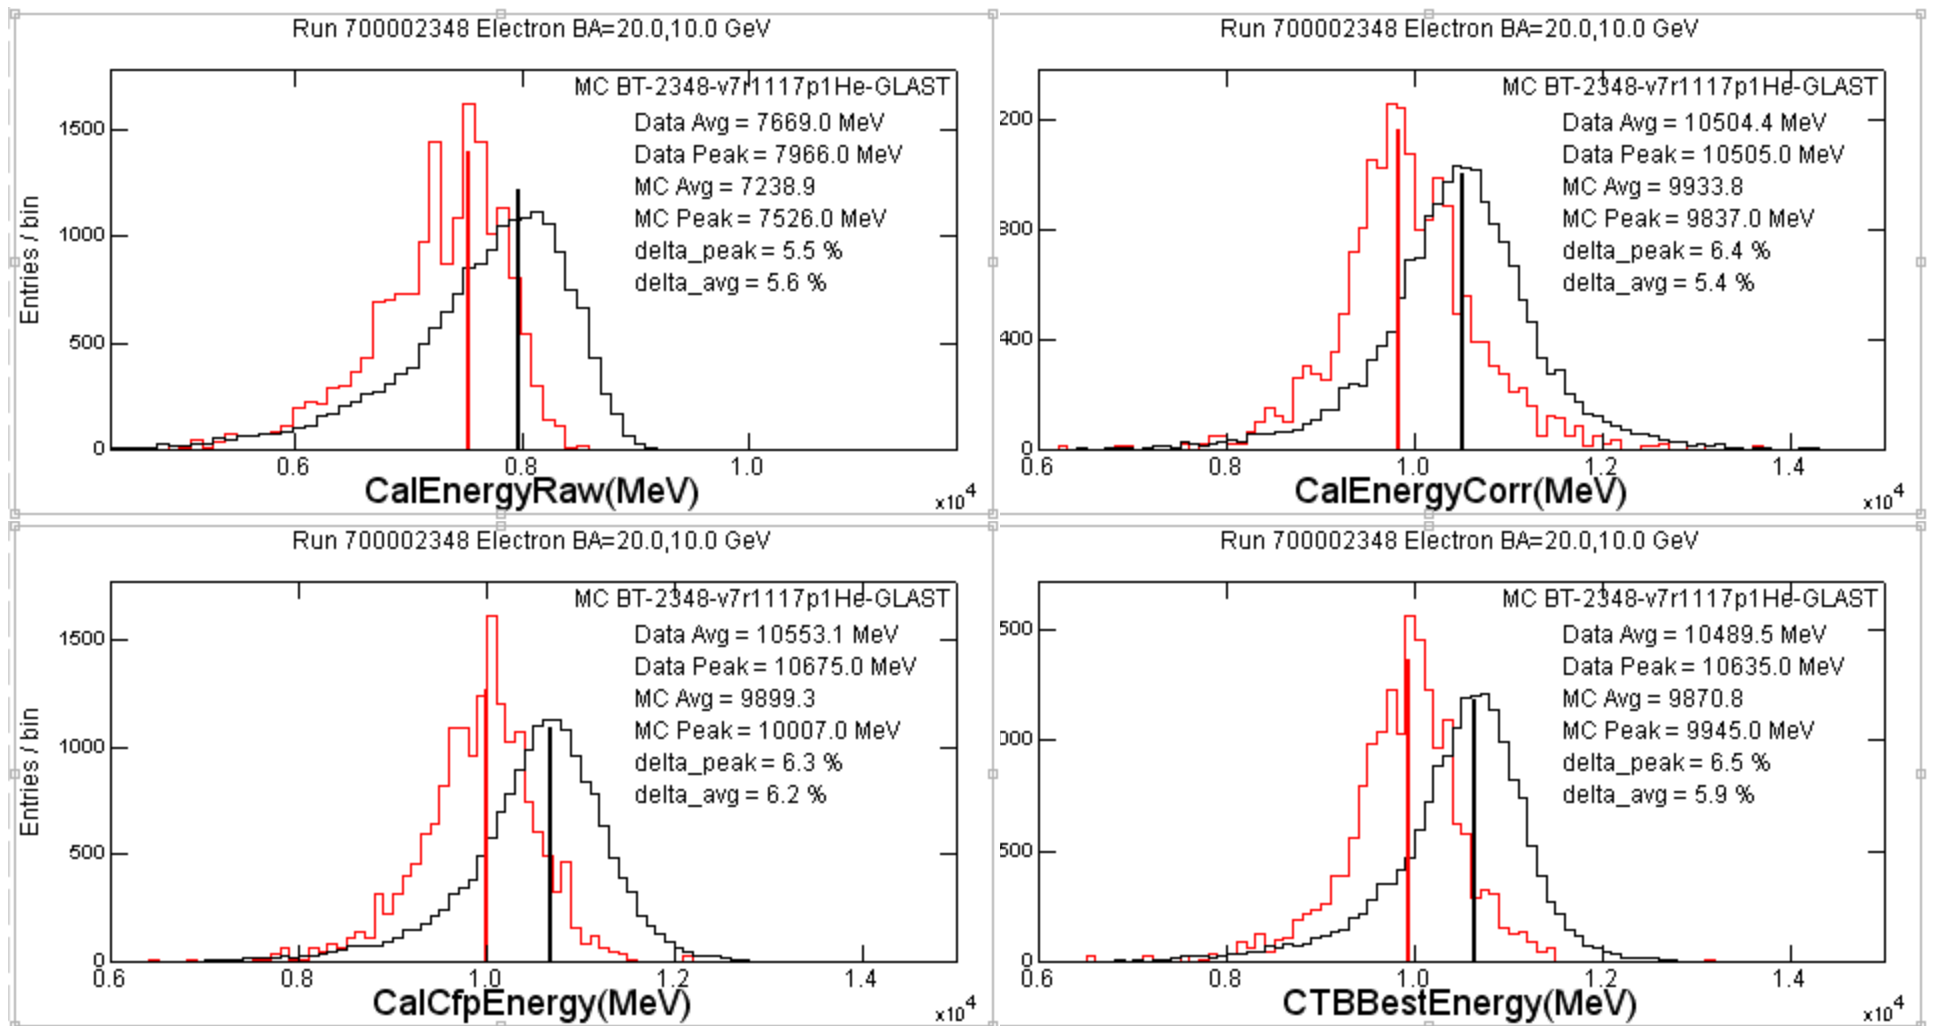 Run 700002348 Electron BA=20.0,10.0 GeV
MC BT-2348-v7r1117p1He-GLAST
Data Avg = 7669.0 MeV
Data Peak = 7966.0 MeV
MC Avg = 7238.9
MC Peak = 7526.0 MeV
delta_peak = 5.5 %
delta_avg = 5.6 %
Entries / bin
1500
1000
500
0
0.6
0.8
1.0
CalEnergyRaw(MeV)
x10^4
Run 700002348 Electron BA=20.0,10.0 GeV
MC BT-2348-v7r1117p1He-GLAST
Data Avg = 10504.4 MeV
Data Peak = 10505.0 MeV
MC Avg = 9933.8
MC Peak = 9837.0 MeV
delta_peak = 6.4 %
delta_avg = 5.4 %
200
800
400
0
0.6
0.8
1.0
1.2
1.4
CalEnergyCorr(MeV)
x10^4
Run 700002348 Electron BA=20.0,10.0 GeV
MC BT-2348-v7r1117p1He-GLAST
Data Avg = 10553.1 MeV
Data Peak = 10675.0 MeV
MC Avg = 9899.3
MC Peak = 10007.0 MeV
delta_peak = 6.3 %
delta_avg = 6.2 %
Entries / bin
1500
1000
500
0
0.6
0.8
1.0
1.2
1.4
CalCfpEnergy(MeV)
x10^4
Run 700002348 Electron BA=20.0,10.0 GeV
MC BT-2348-v7r1117p1He-GLAST
Data Avg = 10489.5 MeV
Data Peak = 10635.0 MeV
MC Avg = 9870.8
MC Peak = 9945.0 MeV
delta_peak = 6.5 %
delta_avg = 5.9 %
500
000
500
0
0.6
0.8
1.0
1.2
1.4
CTBBestEnergy(MeV)
x10^4